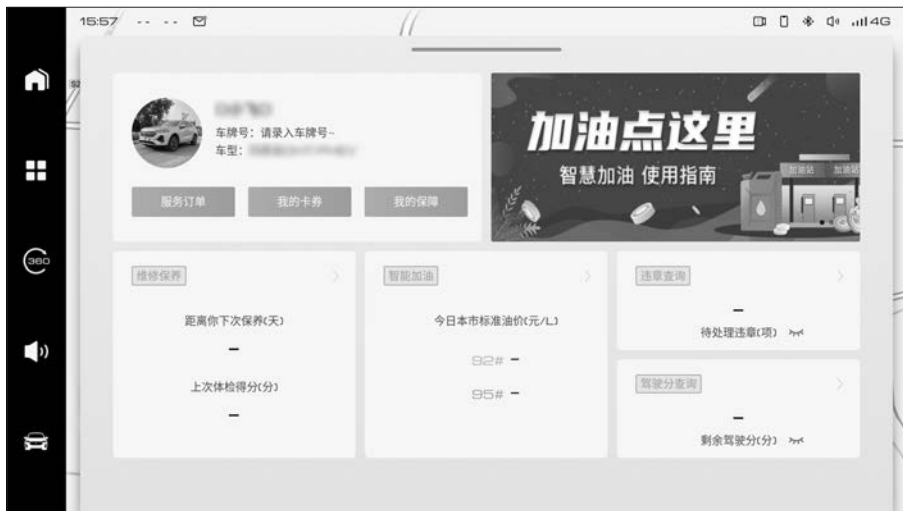 15:57 -- -- 4G
S2
车牌号：请录入车牌号--
车型：
服务订单 我的卡券 我的保障
加油点这里
智慧加油 使用指南
加油站 加油站
360
维修保养
距离你下次保养(天)
--
上次体检得分(分)
--
智能加油
今日本市标准油价(元/L)
92# --
95# --
违章查询
--
待处理违章(项)
驾驶分查询
--
剩余驾驶分(分)